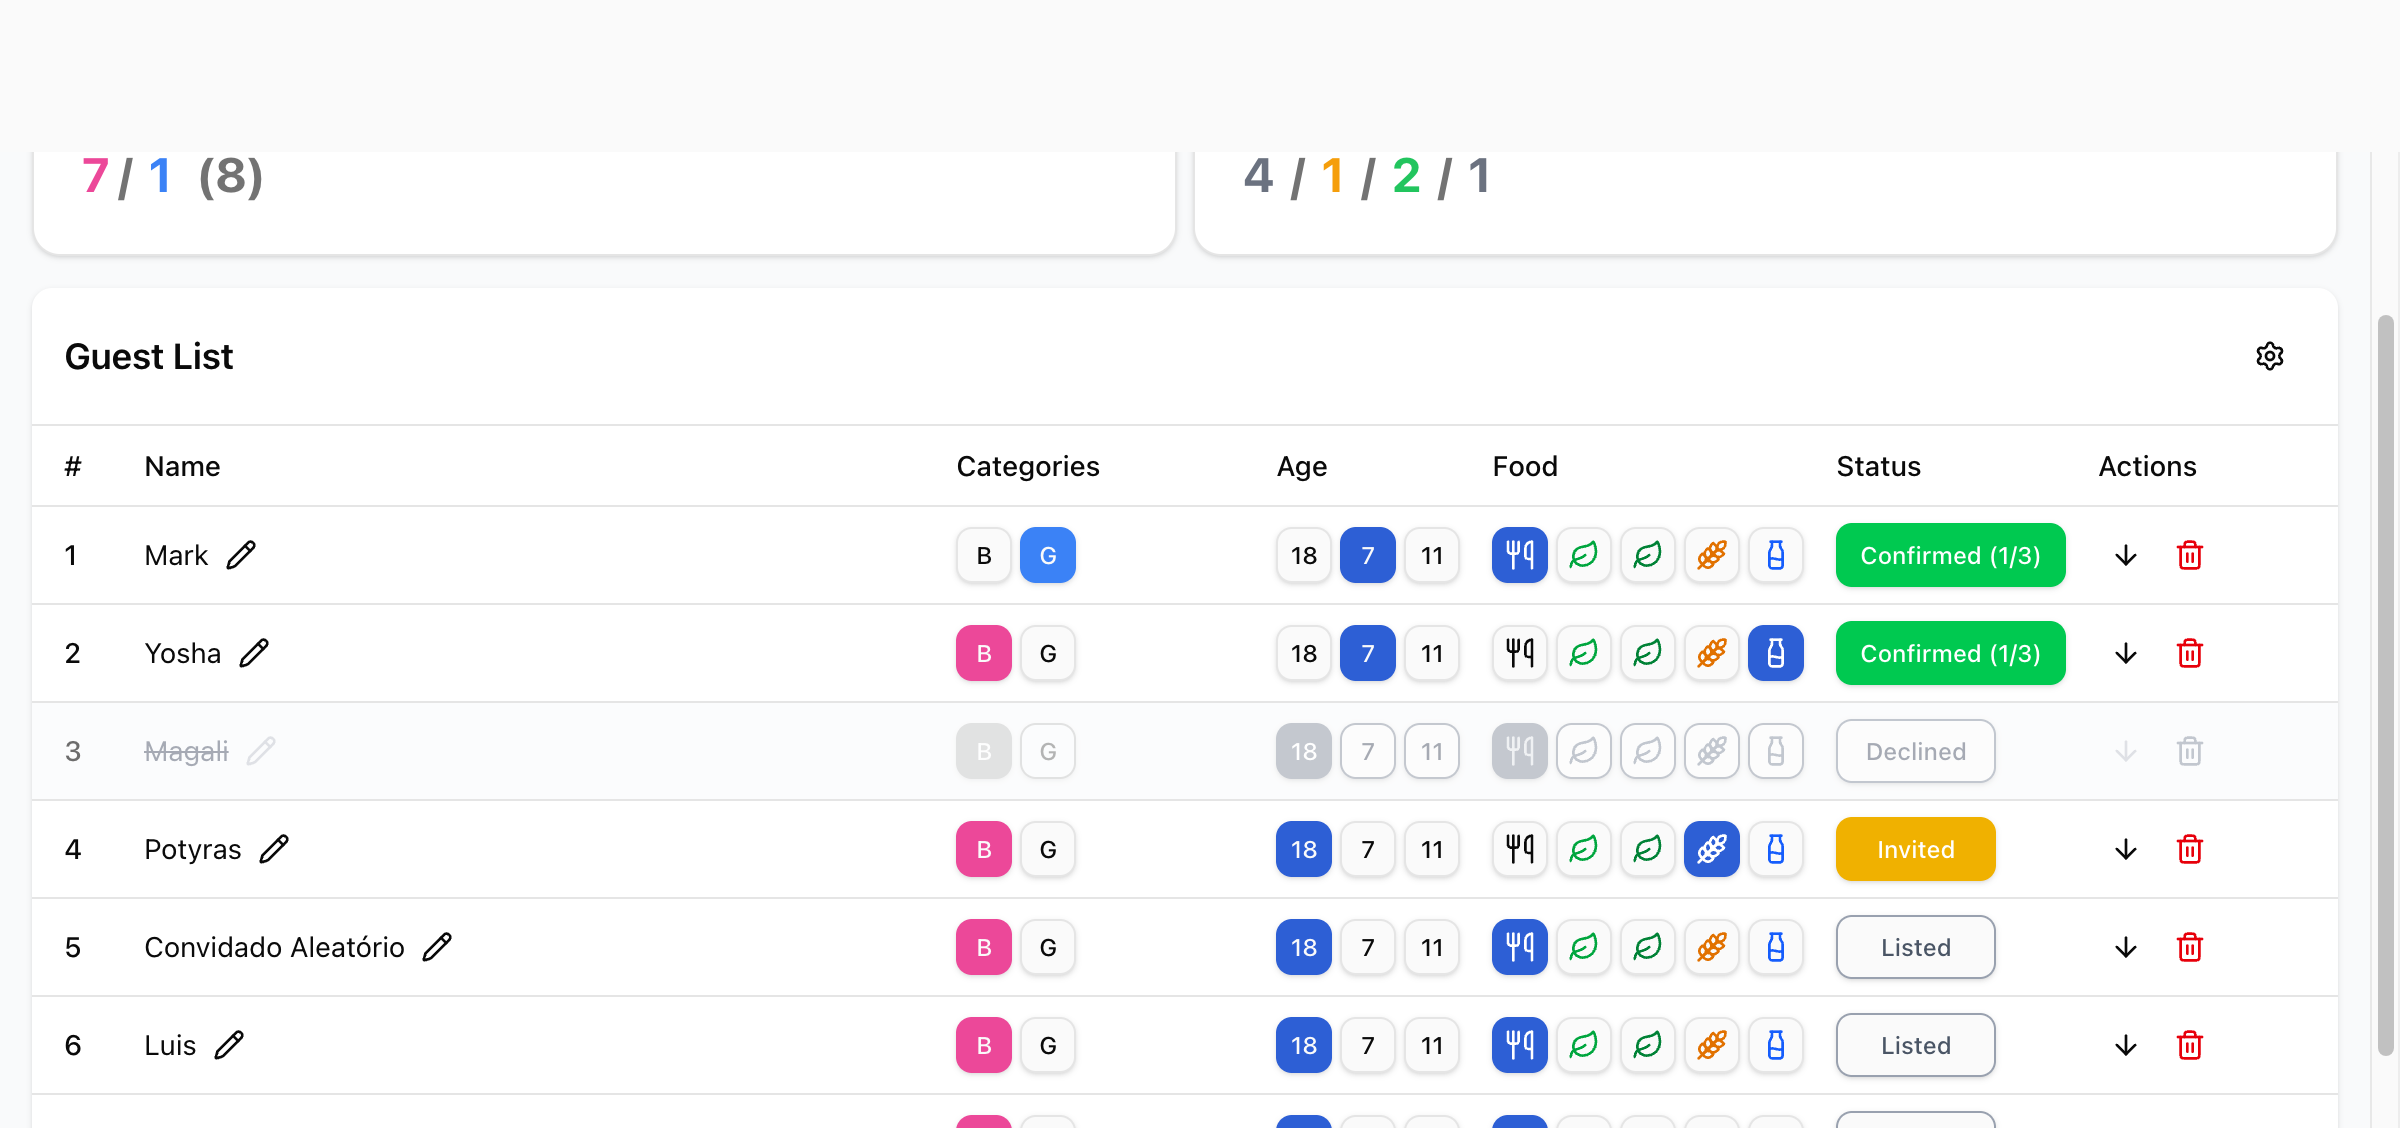 7 / 1 (8)
4 / 1 / 2 / 1
Guest List
# Name Categories Age Food Status Actions
1 Mark B G 18 7 11 Confirmed (1/3)
2 Yosha B G 18 7 11 Confirmed (1/3)
3 Magali B G 18 7 11 Declined
4 Potyras B G 18 7 11 Invited
5 Convidado Aleatório B G 18 7 11 Listed
6 Luis B G 18 7 11 Listed